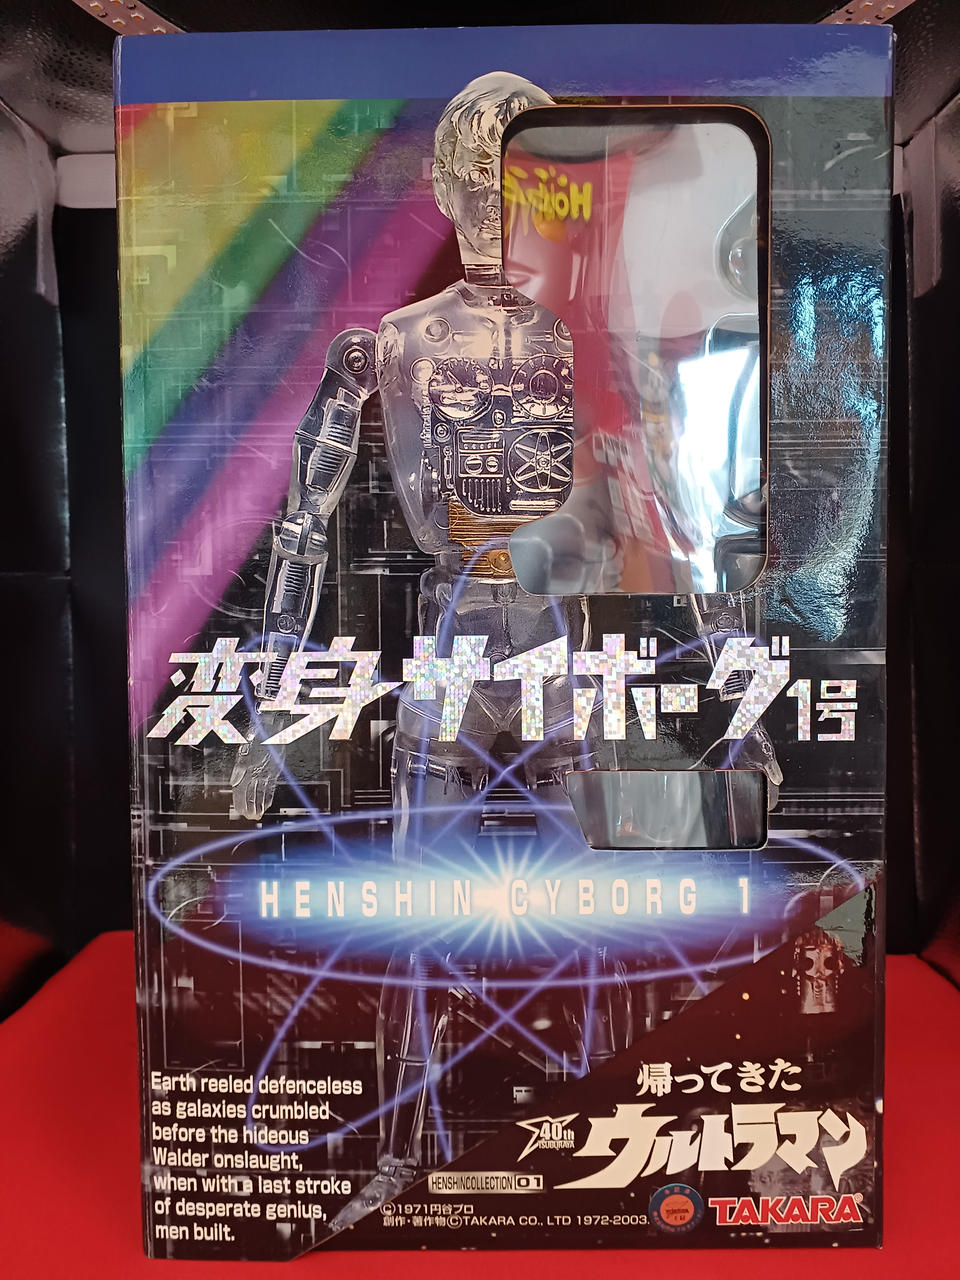 変身サイボーグ1号
HENSHIN CYBORG 1
Earth reeled defenceless
as galaxies crumbled
before the hideous
Walder onslaught,
when with a last stroke
of desperate genius,
men built.
帰ってきた
40th
TSUBURAYA
ウルトラマン
HENSHIN COLLECTION 01
©1971円谷プロ
創作・著作物©TAKARA CO., LTD 1972-2003.
TAKARA®